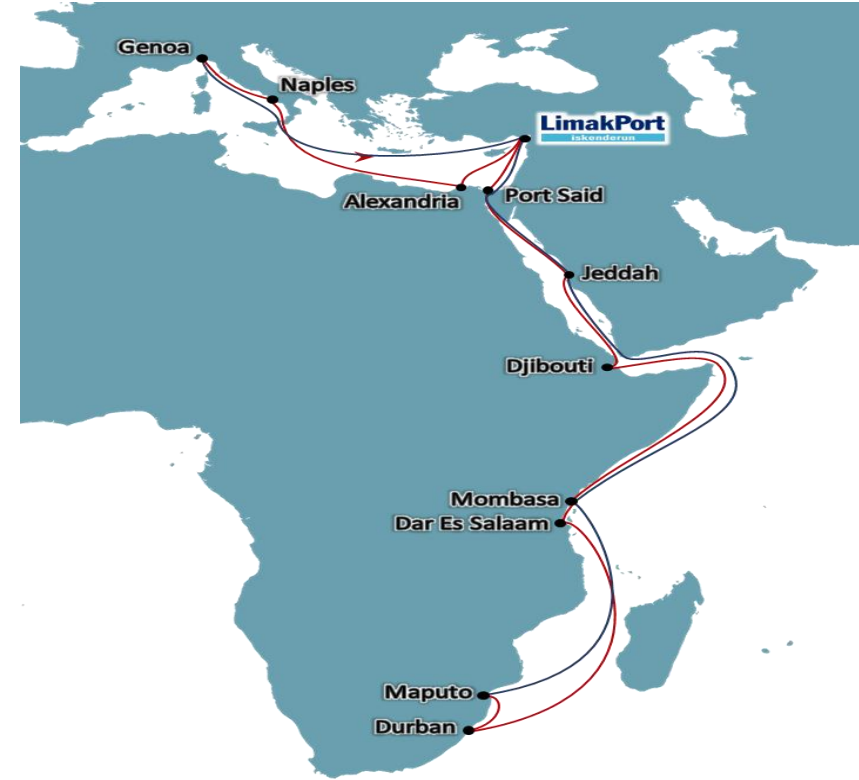 Genoa
Naples
LimakPort
iskenderun
Alexandria
Port Said
Jeddah
Djibouti
Mombasa
Dar Es Salaam
Maputo
Durban